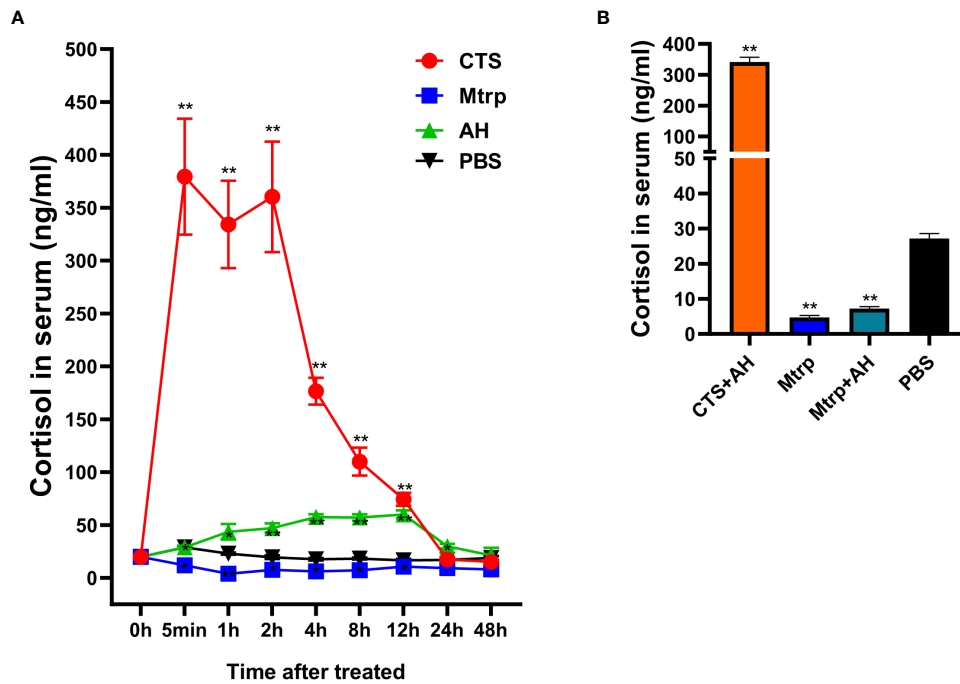 A
Cortisol in serum (ng/ml)
500
450
400
350
300
250
200
150
100
50
0
0h 5min 1h 2h 4h 8h 12h 24h 48h
Time after treated
CTS
Mtrp
AH
PBS
**
**
**
**
**
**
B
Cortisol in serum (ng/ml)
400
300
200
100
50
40
30
20
10
0
**
**
**
CTS+AH
Mtrp
Mtrp+AH
PBS